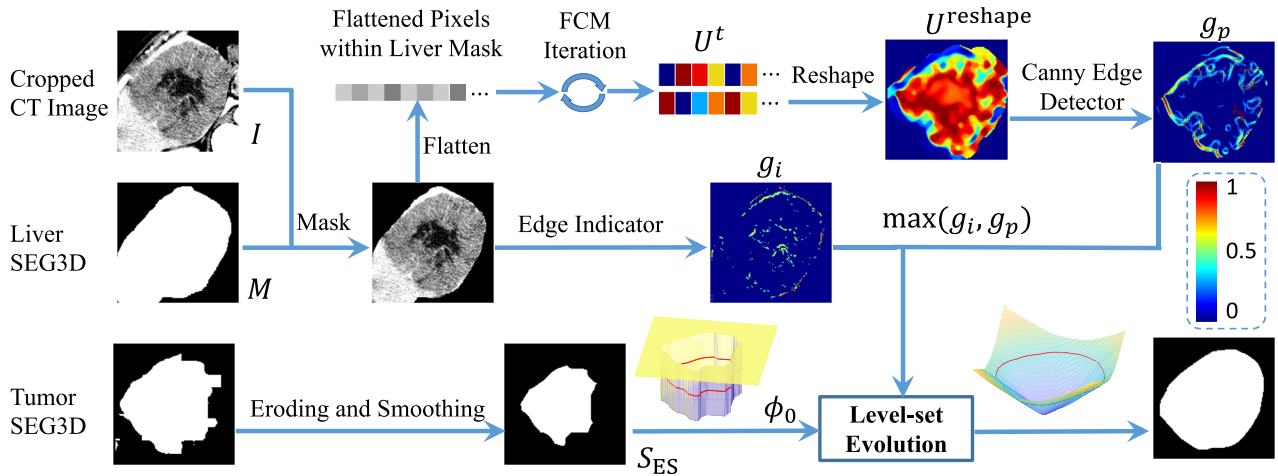 Flattened Pixels
within Liver Mask
FCM
Iteration
U^t
U^reshape
g_p
Cropped
CT Image
...
...
...
Reshape
Canny Edge
Detector
I
Flatten
g_i
1
Mask
Edge Indicator
max(g_i, g_p)
0.5
Liver
SEG3D
M
0
Tumor
SEG3D
Eroding and Smoothing
S_ES
ϕ_0
Level-set
Evolution